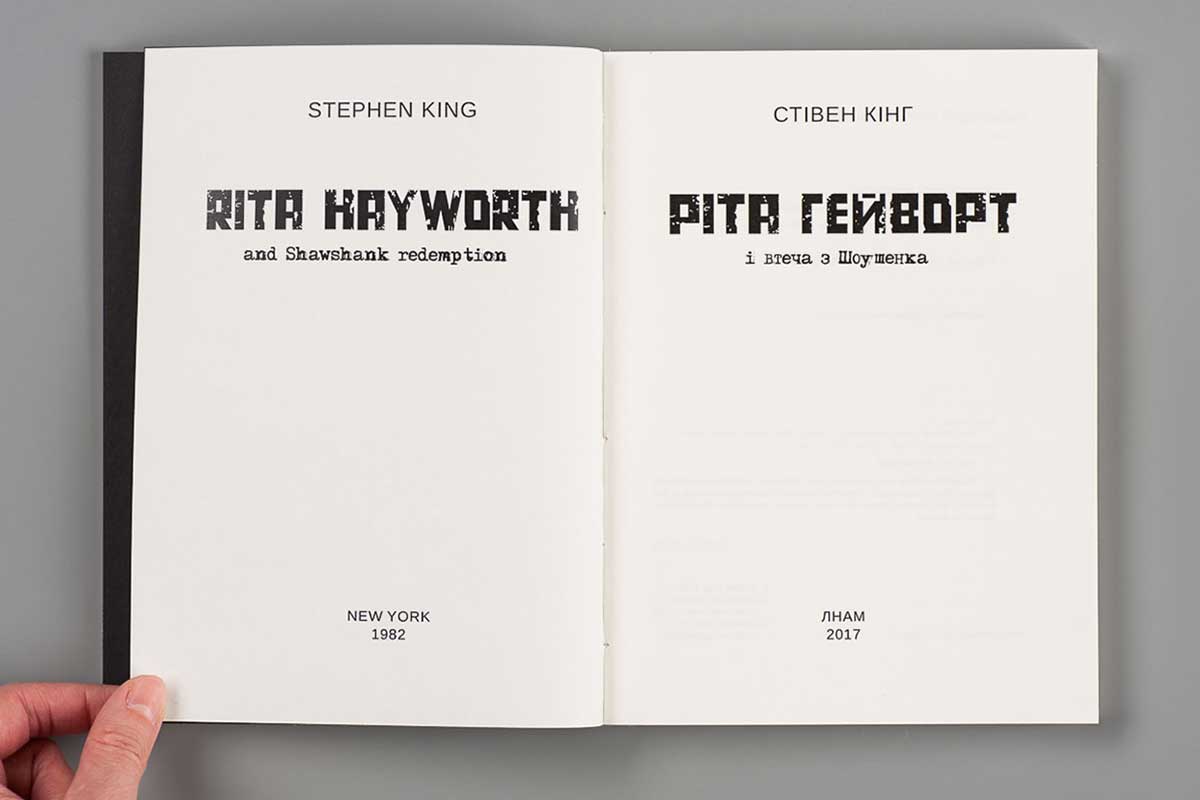 STEPHEN KING
RITA HAYWORTH
and Shawshank redemption
NEW YORK
1982
СТІВЕН КІНГ
РІТА ГЕЙВОРТ
і втеча з Шоушенка
ЛНАМ
2017